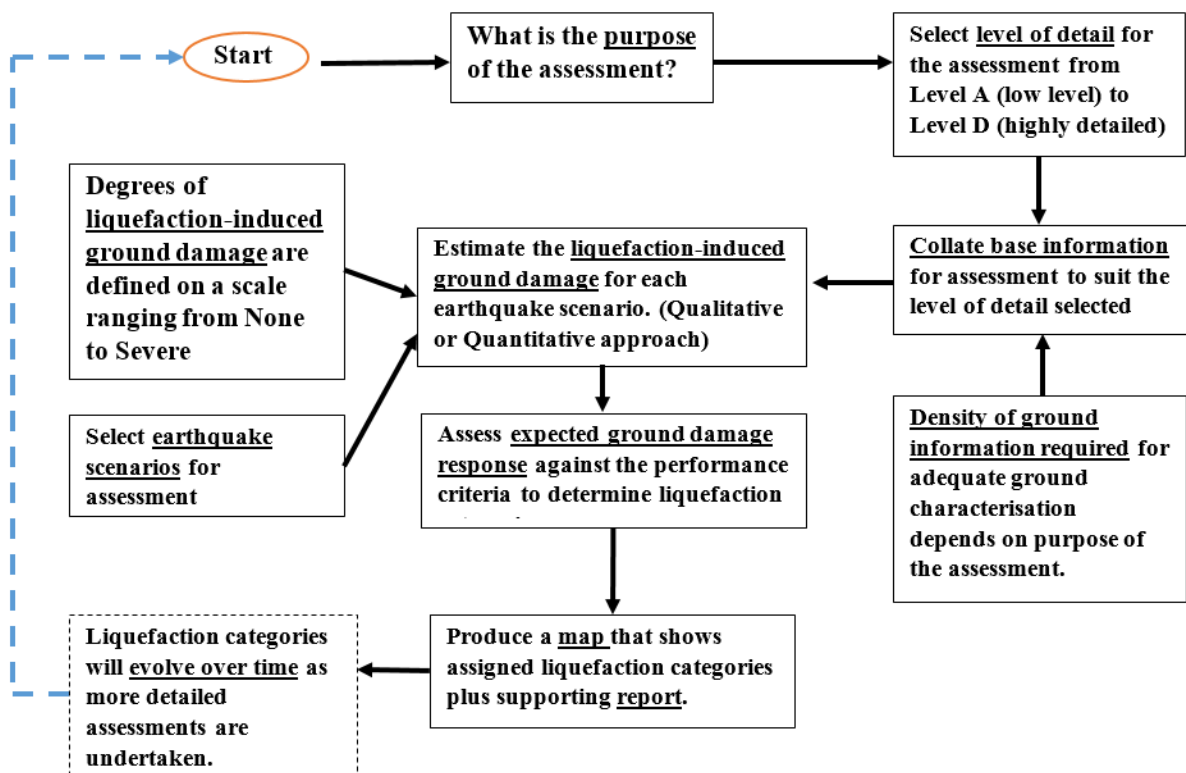 Start
What is the purpose
of the assessment?
Select level of detail for
the assessment from
Level A (low level) to
Level D (highly detailed)
Degrees of
liquefaction-induced
ground damage are
defined on a scale
ranging from None
to Severe
Estimate the liquefaction-induced
ground damage for each
earthquake scenario. (Qualitative
or Quantitative approach)
Collate base information
for assessment to suit the
level of detail selected
Select earthquake
scenarios for
assessment
Assess expected ground damage
response against the performance
criteria to determine liquefaction
Density of ground
information required for
adequate ground
characterisation
depends on purpose of
the assessment.
Liquefaction categories
will evolve over time as
more detailed
assessments are
undertaken.
Produce a map that shows
assigned liquefaction categories
plus supporting report.